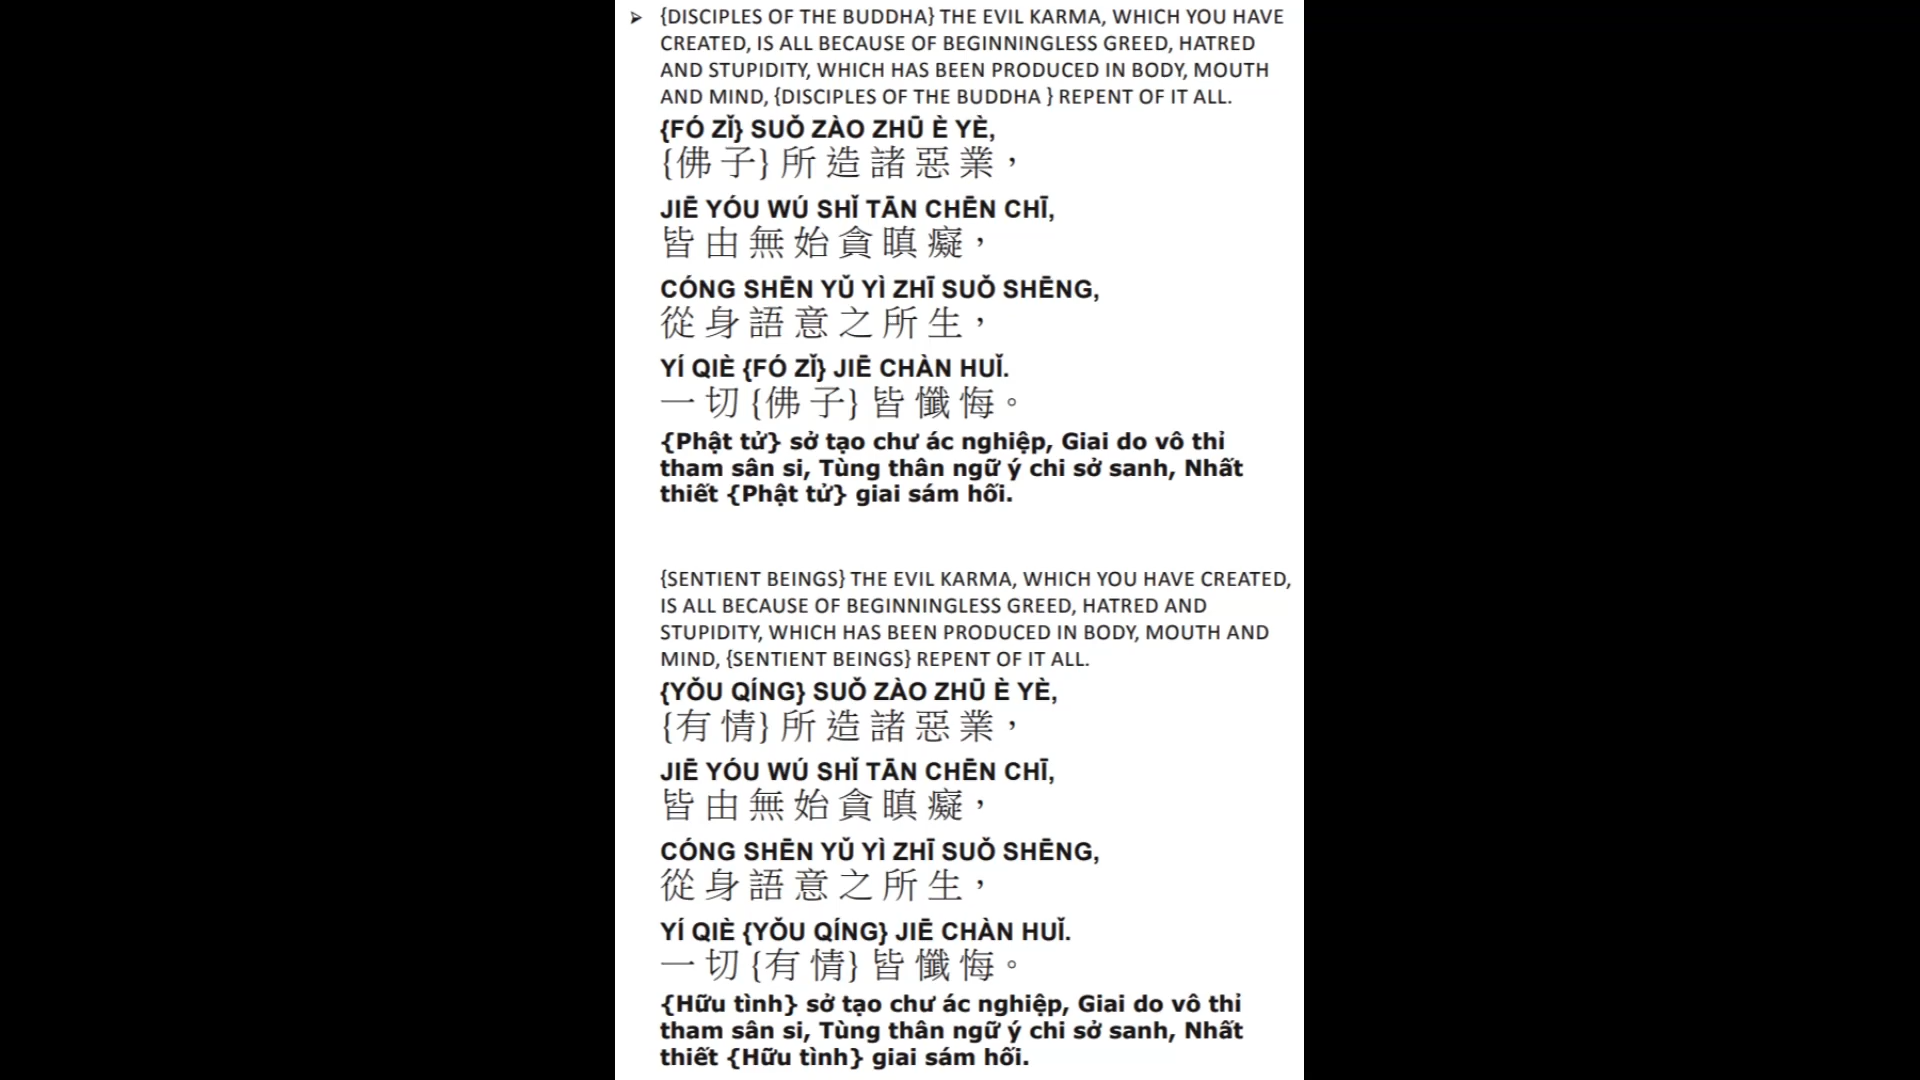 ➢ {DISCIPLES OF THE BUDDHA} THE EVIL KARMA, WHICH YOU HAVE
CREATED, IS ALL BECAUSE OF BEGINNINGLESS GREED, HATRED
AND STUPIDITY, WHICH HAS BEEN PRODUCED IN BODY, MOUTH
AND MIND, {DISCIPLES OF THE BUDDHA } REPENT OF IT ALL.
{FÓ ZǏ} SUǑ ZÀO ZHŪ È YÈ,
{佛 子} 所 造 諸 惡 業，
JIĒ YÓU WÚ SHǏ TĀN CHĒN CHĪ,
皆 由 無 始 貪 瞋 癡，
CÓNG SHĒN YǓ YÌ ZHĪ SUǑ SHĒNG,
從 身 語 意 之 所 生，
YÍ QIÈ {FÓ ZǏ} JIĒ CHÀN HUǏ.
一 切 {佛 子} 皆 懺 悔。
{Phật tử} sở tạo chư ác nghiệp, Giai do vô thỉ
tham sân si, Tùng thân ngữ ý chi sở sanh, Nhất
thiết {Phật tử} giai sám hối.
{SENTIENT BEINGS} THE EVIL KARMA, WHICH YOU HAVE CREATED,
IS ALL BECAUSE OF BEGINNINGLESS GREED, HATRED AND
STUPIDITY, WHICH HAS BEEN PRODUCED IN BODY, MOUTH AND
MIND, {SENTIENT BEINGS} REPENT OF IT ALL.
{YǑU QÍNG} SUǑ ZÀO ZHŪ È YÈ,
{有 情} 所 造 諸 惡 業，
JIĒ YÓU WÚ SHǏ TĀN CHĒN CHĪ,
皆 由 無 始 貪 瞋 癡，
CÓNG SHĒN YǓ YÌ ZHĪ SUǑ SHĒNG,
從 身 語 意 之 所 生，
YÍ QIÈ {YǑU QÍNG} JIĒ CHÀN HUǏ.
一 切 {有 情} 皆 懺 悔。
{Hữu tình} sở tạo chư ác nghiệp, Giai do vô thỉ
tham sân si, Tùng thân ngữ ý chi sở sanh, Nhất
thiết {Hữu tình} giai sám hối.